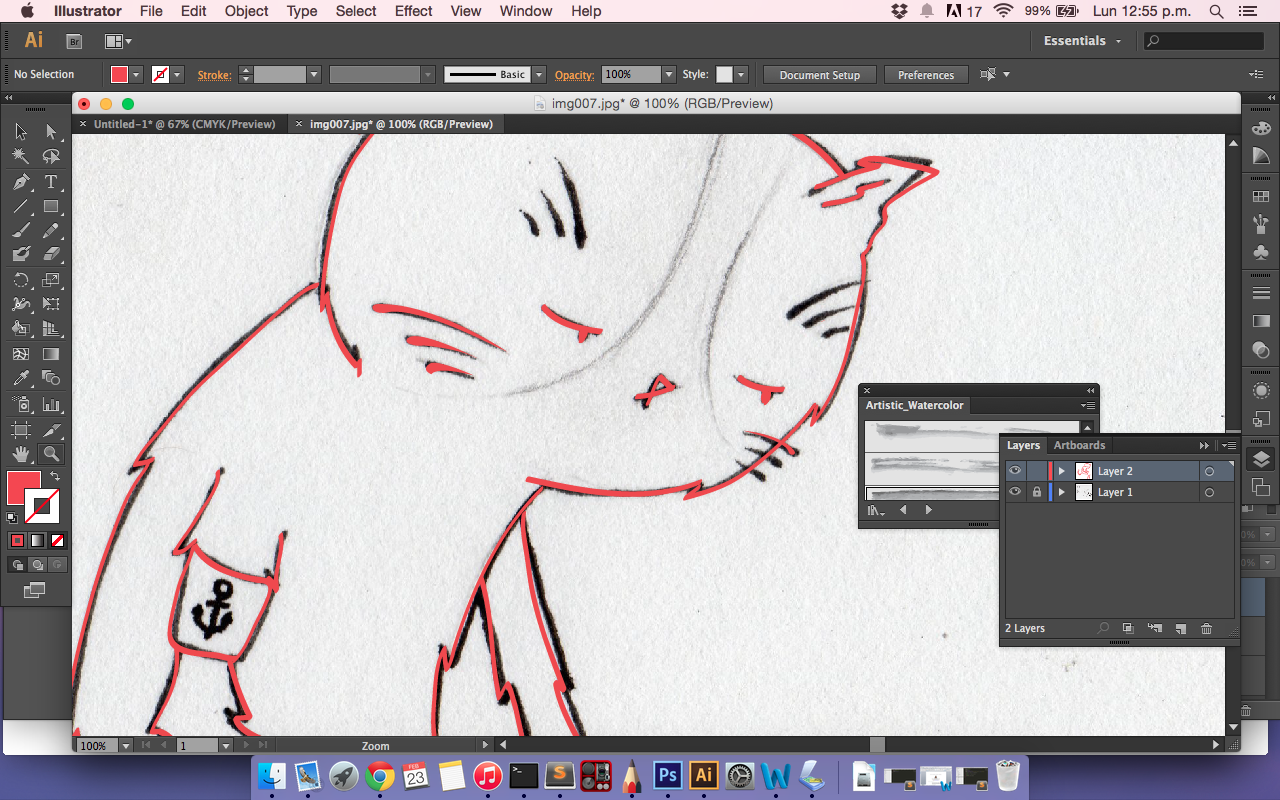 Illustrator File Edit Object Type Select Effect View Window Help 17 99% Lun 12:55 p.m.
Ai Br Essentials
No Selection Stroke: Basic Opacity: 100% Style: Document Setup Preferences
img007.jpg* @ 100% (RGB/Preview)
× Untitled-1* @ 67% (CMYK/Preview) × img007.jpg* @ 100% (RGB/Preview)
T
Artistic_Watercolor
Layers Artboards
Layer 2
Layer 1
2 Layers
100% 1 Zoom
FEB 23 S Ps Ai W